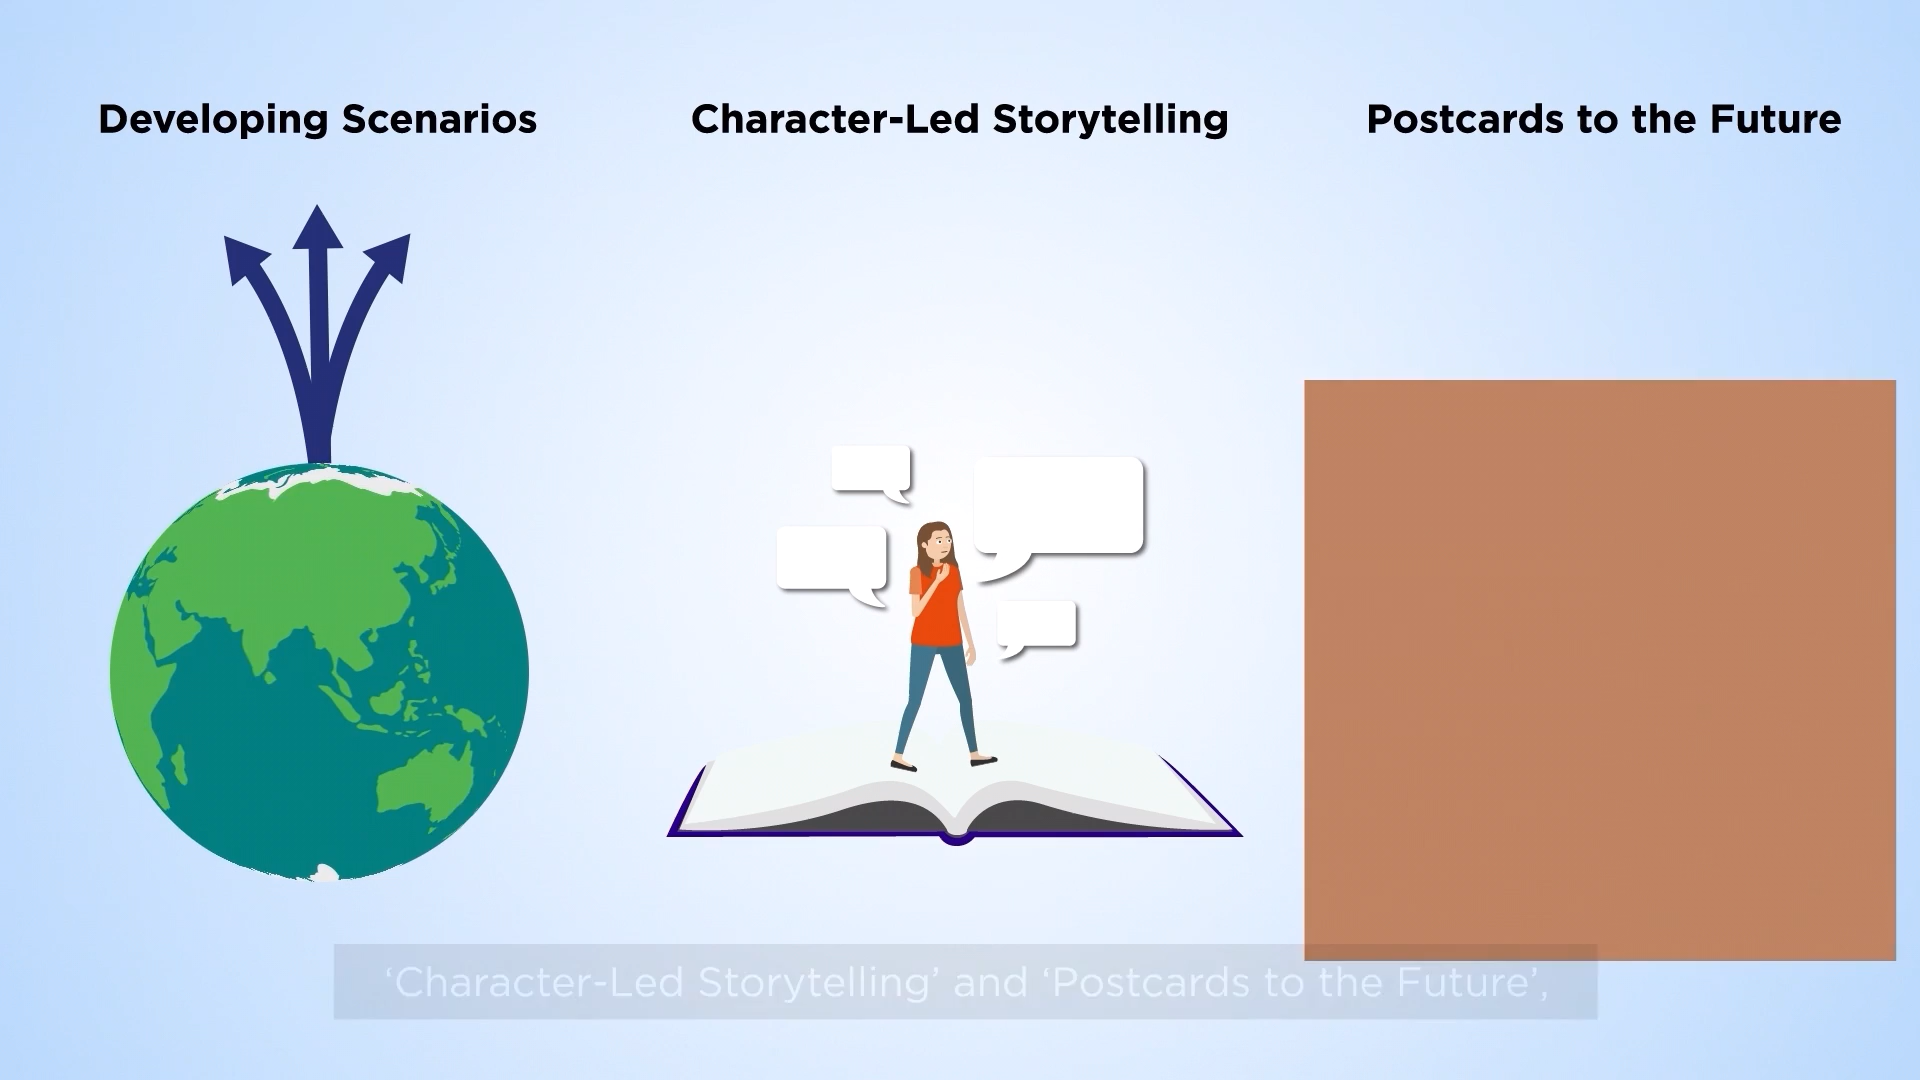 Developing Scenarios
Character-Led Storytelling
Postcards to the Future
‘Character-Led Storytelling’ and ‘Postcards to the Future’,